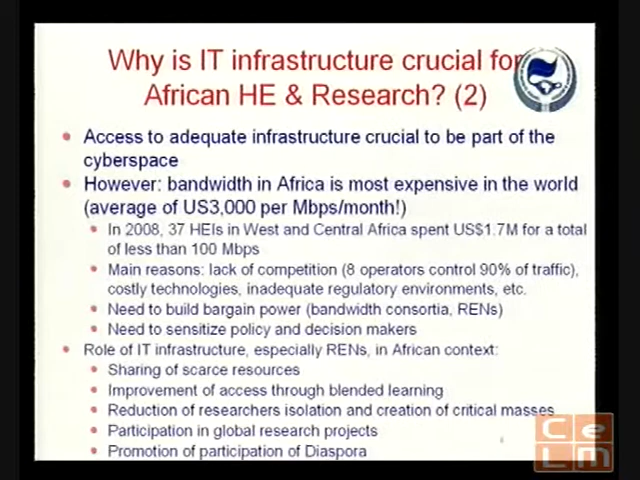 Why is IT infrastructure crucial for
African HE & Research? (2)
Access to adequate infrastructure crucial to be part of the
cyberspace
However: bandwidth in Africa is most expensive in the world
(average of US3,000 per Mbps/month!)
In 2008, 37 HEIs in West and Central Africa spent US$1.7M for a total
of less than 100 Mbps
Main reasons: lack of competition (8 operators control 90% of traffic),
costly technologies, inadequate regulatory environments, etc.
Need to build bargain power (bandwidth consortia, RENs)
Need to sensitize policy and decision makers
Role of IT infrastructure, especially RENs, in African context:
Sharing of scarce resources
Improvement of access through blended learning
Reduction of researchers isolation and creation of critical masses
Participation in global research projects
Promotion of participation of Diaspora
CeLM